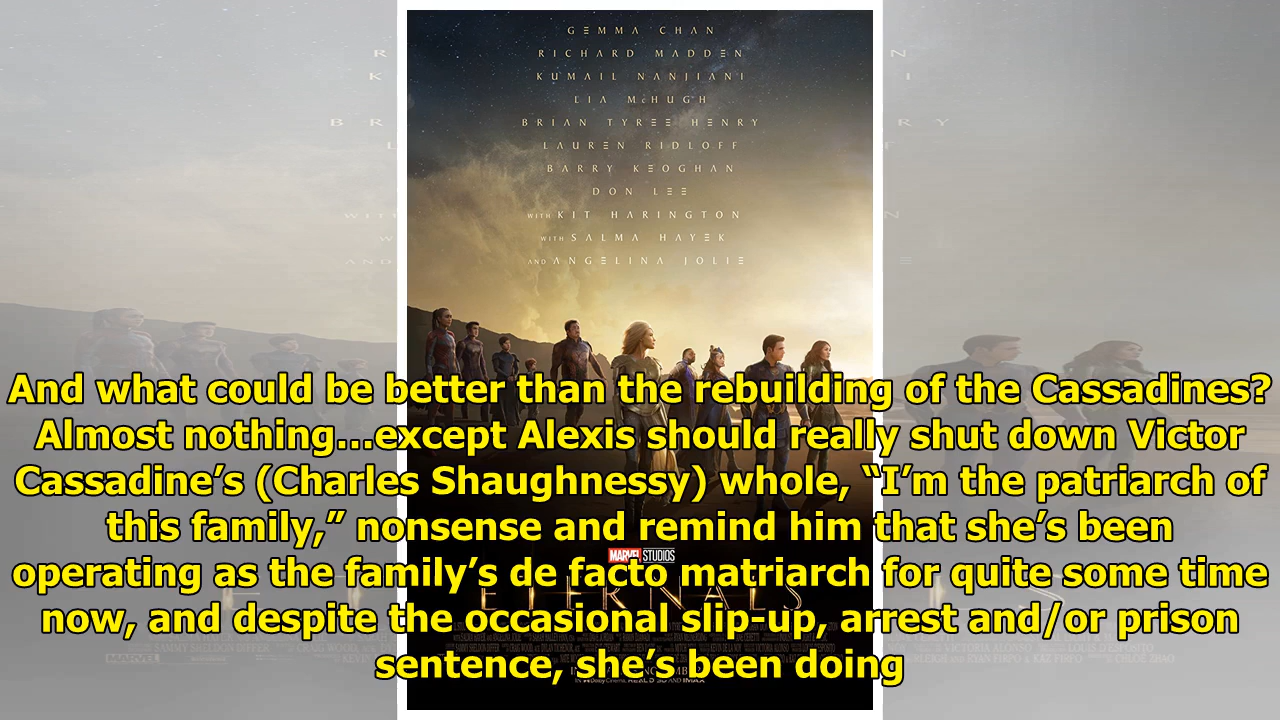 GEMMA CHAN
RICHARD MADDEN
KUMAIL NANJIANI
LIA McHUGH
BRIAN TYREE HENRY
LAUREN RIDLOFF
BARRY KEOGHAN
DON LEE
WITH KIT HARINGTON
WITH SALMA HAYEK
AND ANGELINA JOLIE
And what could be better than the rebuilding of the Cassadines?
Almost nothing...except Alexis should really shut down Victor
Cassadine’s (Charles Shaughnessy) whole, “I’m the patriarch of
this family,” nonsense and remind him that she’s been
MARVEL STUDIOS
operating as the family’s de facto matriarch for quite some time
ETERNALS
now, and despite the occasional slip-up, arrest and/or prison
sentence, she’s been doing